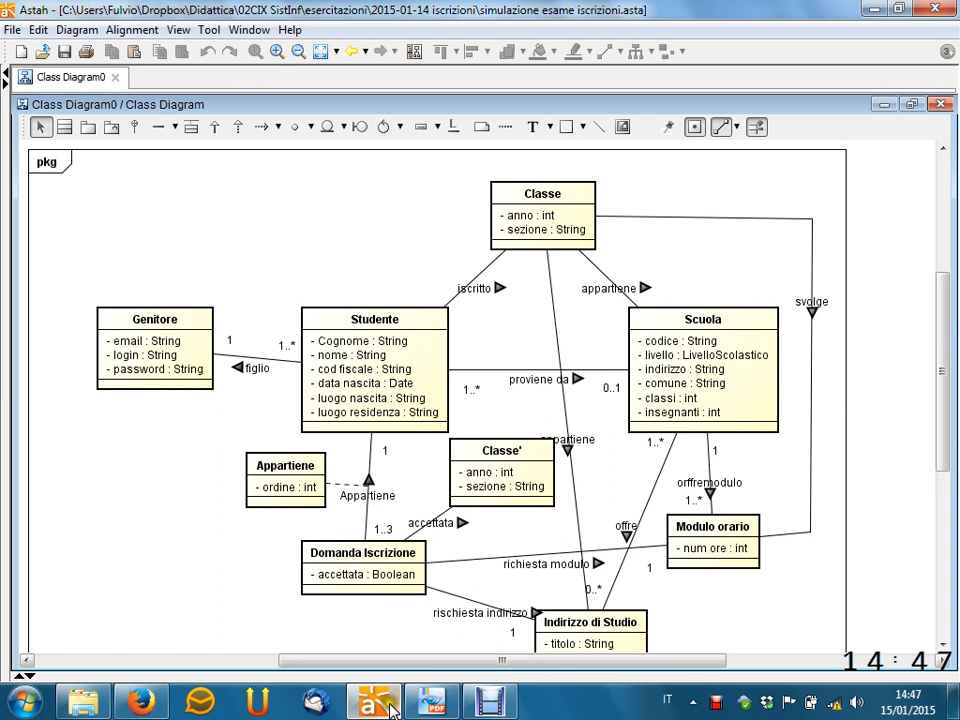 Astah - [C:\Users\Fulvio\Dropbox\Didattica\02CIX SistInf\esercitazioni\2015-01-14 iscrizioni\simulazione esame iscrizioni.asta]
File Edit Diagram Alignment View Tool Window Help
Class Diagram0
Class Diagram0 / Class Diagram
T
pkg
Classe
- anno : int
- sezione : String
iscritto
appartiene
svolge
Genitore
- email : String
- login : String
- password : String
1
1..*
figlio
Studente
- Cognome : String
- nome : String
- cod fiscale : String
- data nascita : Date
- luogo nascita : String
- luogo residenza : String
proviene da
1..*
0..1
Scuola
- codice : String
- livello : LivelloScolastico
- indirizzo : String
- comune : String
- classi : int
- insegnanti : int
appartiene
1
1..*
1
Classe'
- anno : int
- sezione : String
Appartiene
- ordine : int
Appartiene
orffremodulo
1..*
accettata
1..3
offre
Modulo orario
- num ore : int
Domanda Iscrizione
- accettata : Boolean
richiesta modulo
1
0..*
rischiesta indirizzo
1
Indirizzo di Studio
- titolo : String
14:47
PDF
IT
14:47
15/01/2015